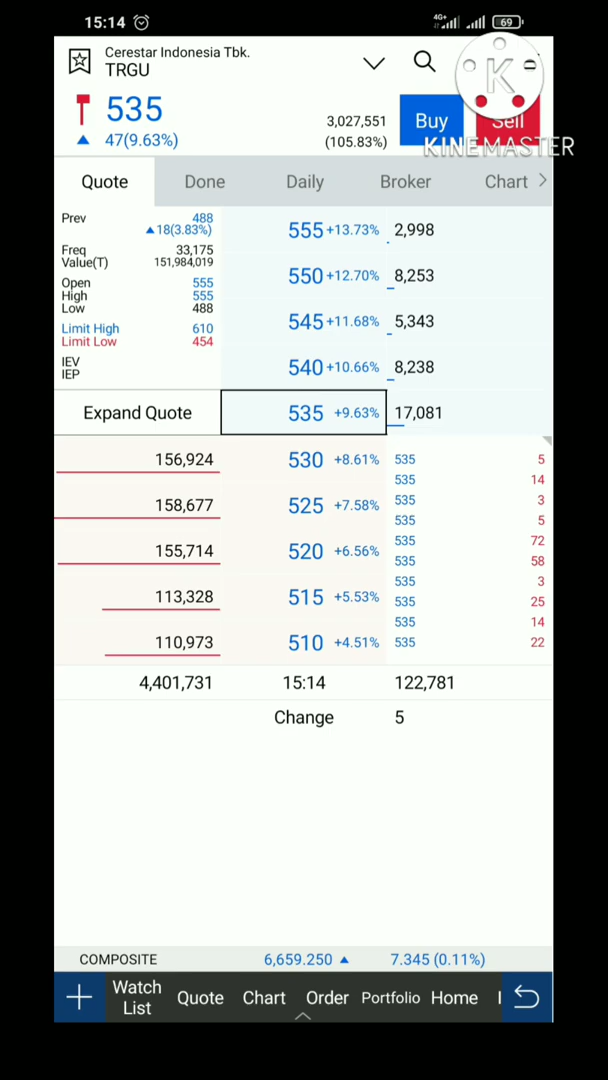 15:14
4G+ 69
Cerestar Indonesia Tbk.
TRGU
535
47(9.63%)
3,027,551
(105.83%)
Buy
Sell
K
KINEMASTER
Quote Done Daily Broker Chart
Prev 488
18(3.83%)
Freq 33,175
Value(T) 151,984,019
Open 555
High 555
Low 488
Limit High 610
Limit Low 454
IEV
IEP
555 +13.73% 2,998
550 +12.70% 8,253
545 +11.68% 5,343
540 +10.66% 8,238
Expand Quote 535 +9.63% 17,081
156,924 530 +8.61%
158,677 525 +7.58%
155,714 520 +6.56%
113,328 515 +5.53%
110,973 510 +4.51%
535 5
535 14
535 3
535 5
535 72
535 58
535 3
535 25
535 14
535 22
4,401,731 15:14 122,781
Change 5
COMPOSITE 6,659.250 7.345 (0.11%)
Watch List Quote Chart Order Portfolio Home